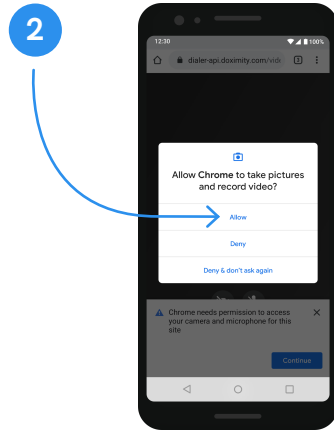 2
12:30
100%
dialer-api.doximity.com/vide
3
Allow Chrome to take pictures
and record video?
Allow
Deny
Deny & don't ask again
Chrome needs permission to access
your camera and microphone for this
site
Continue